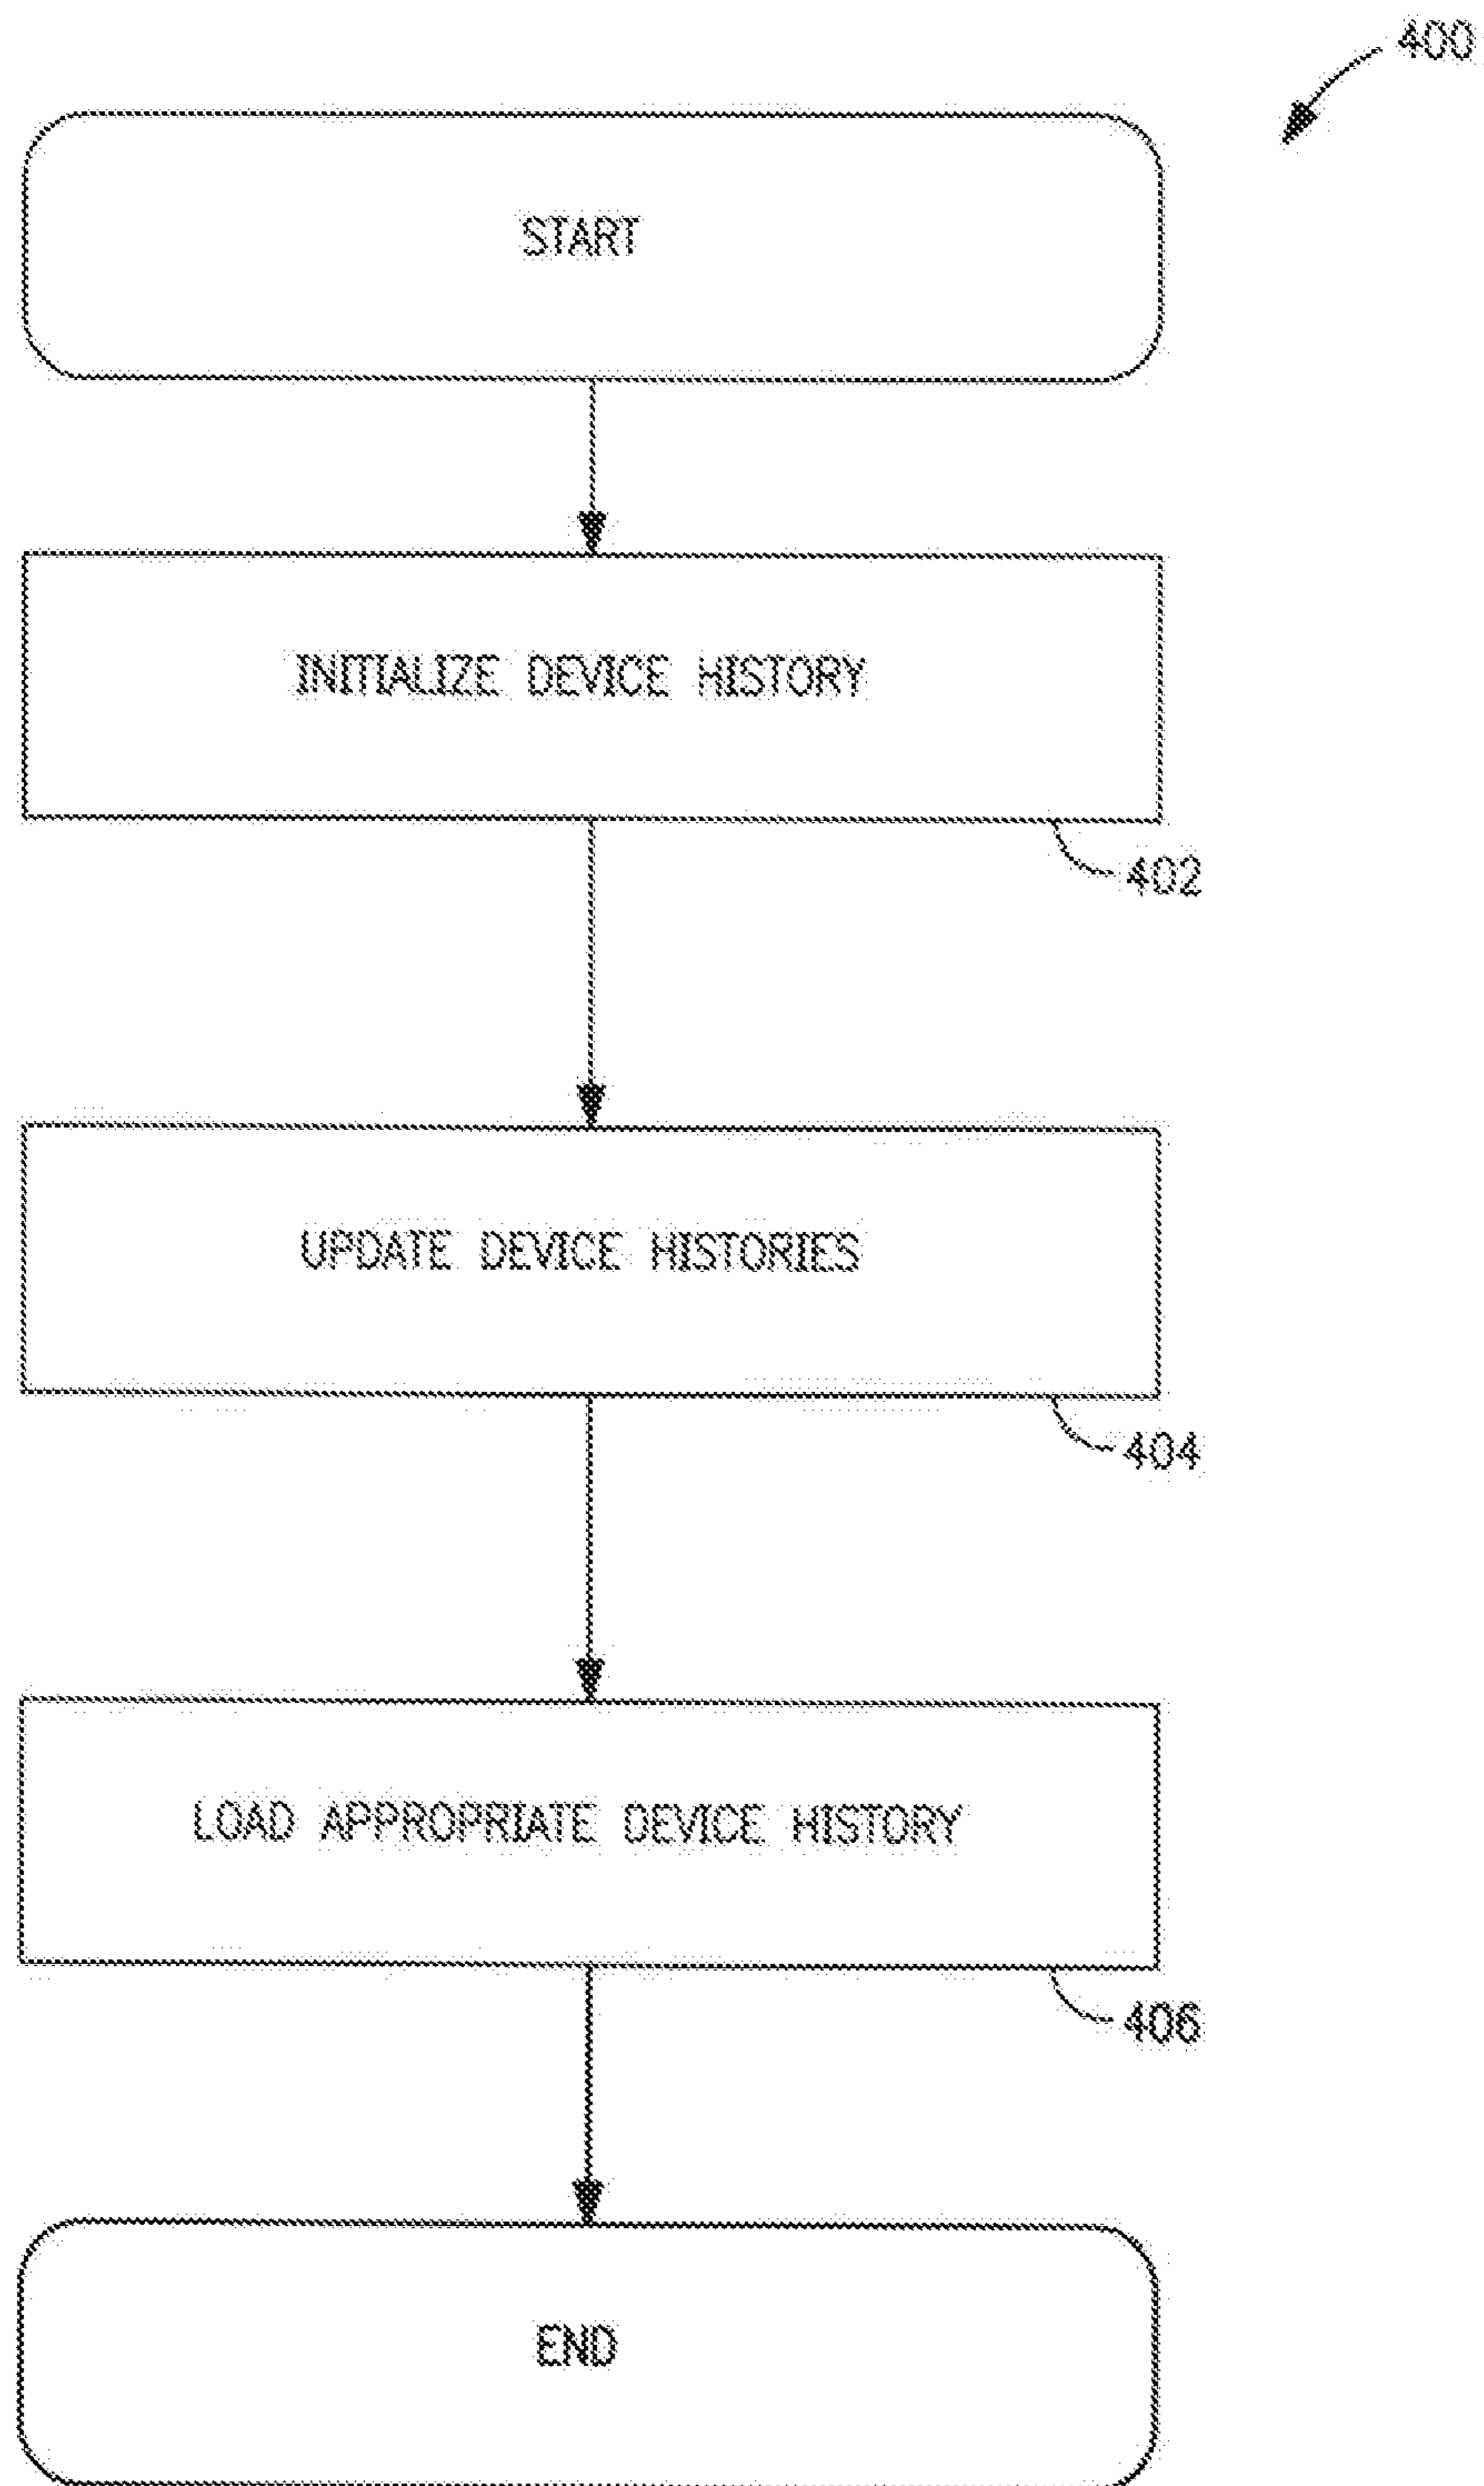 400
START
INITIALIZE DEVICE HISTORY
402
UPDATE DEVICE HISTORIES
404
LOAD APPROPRIATE DEVICE HISTORY
406
END